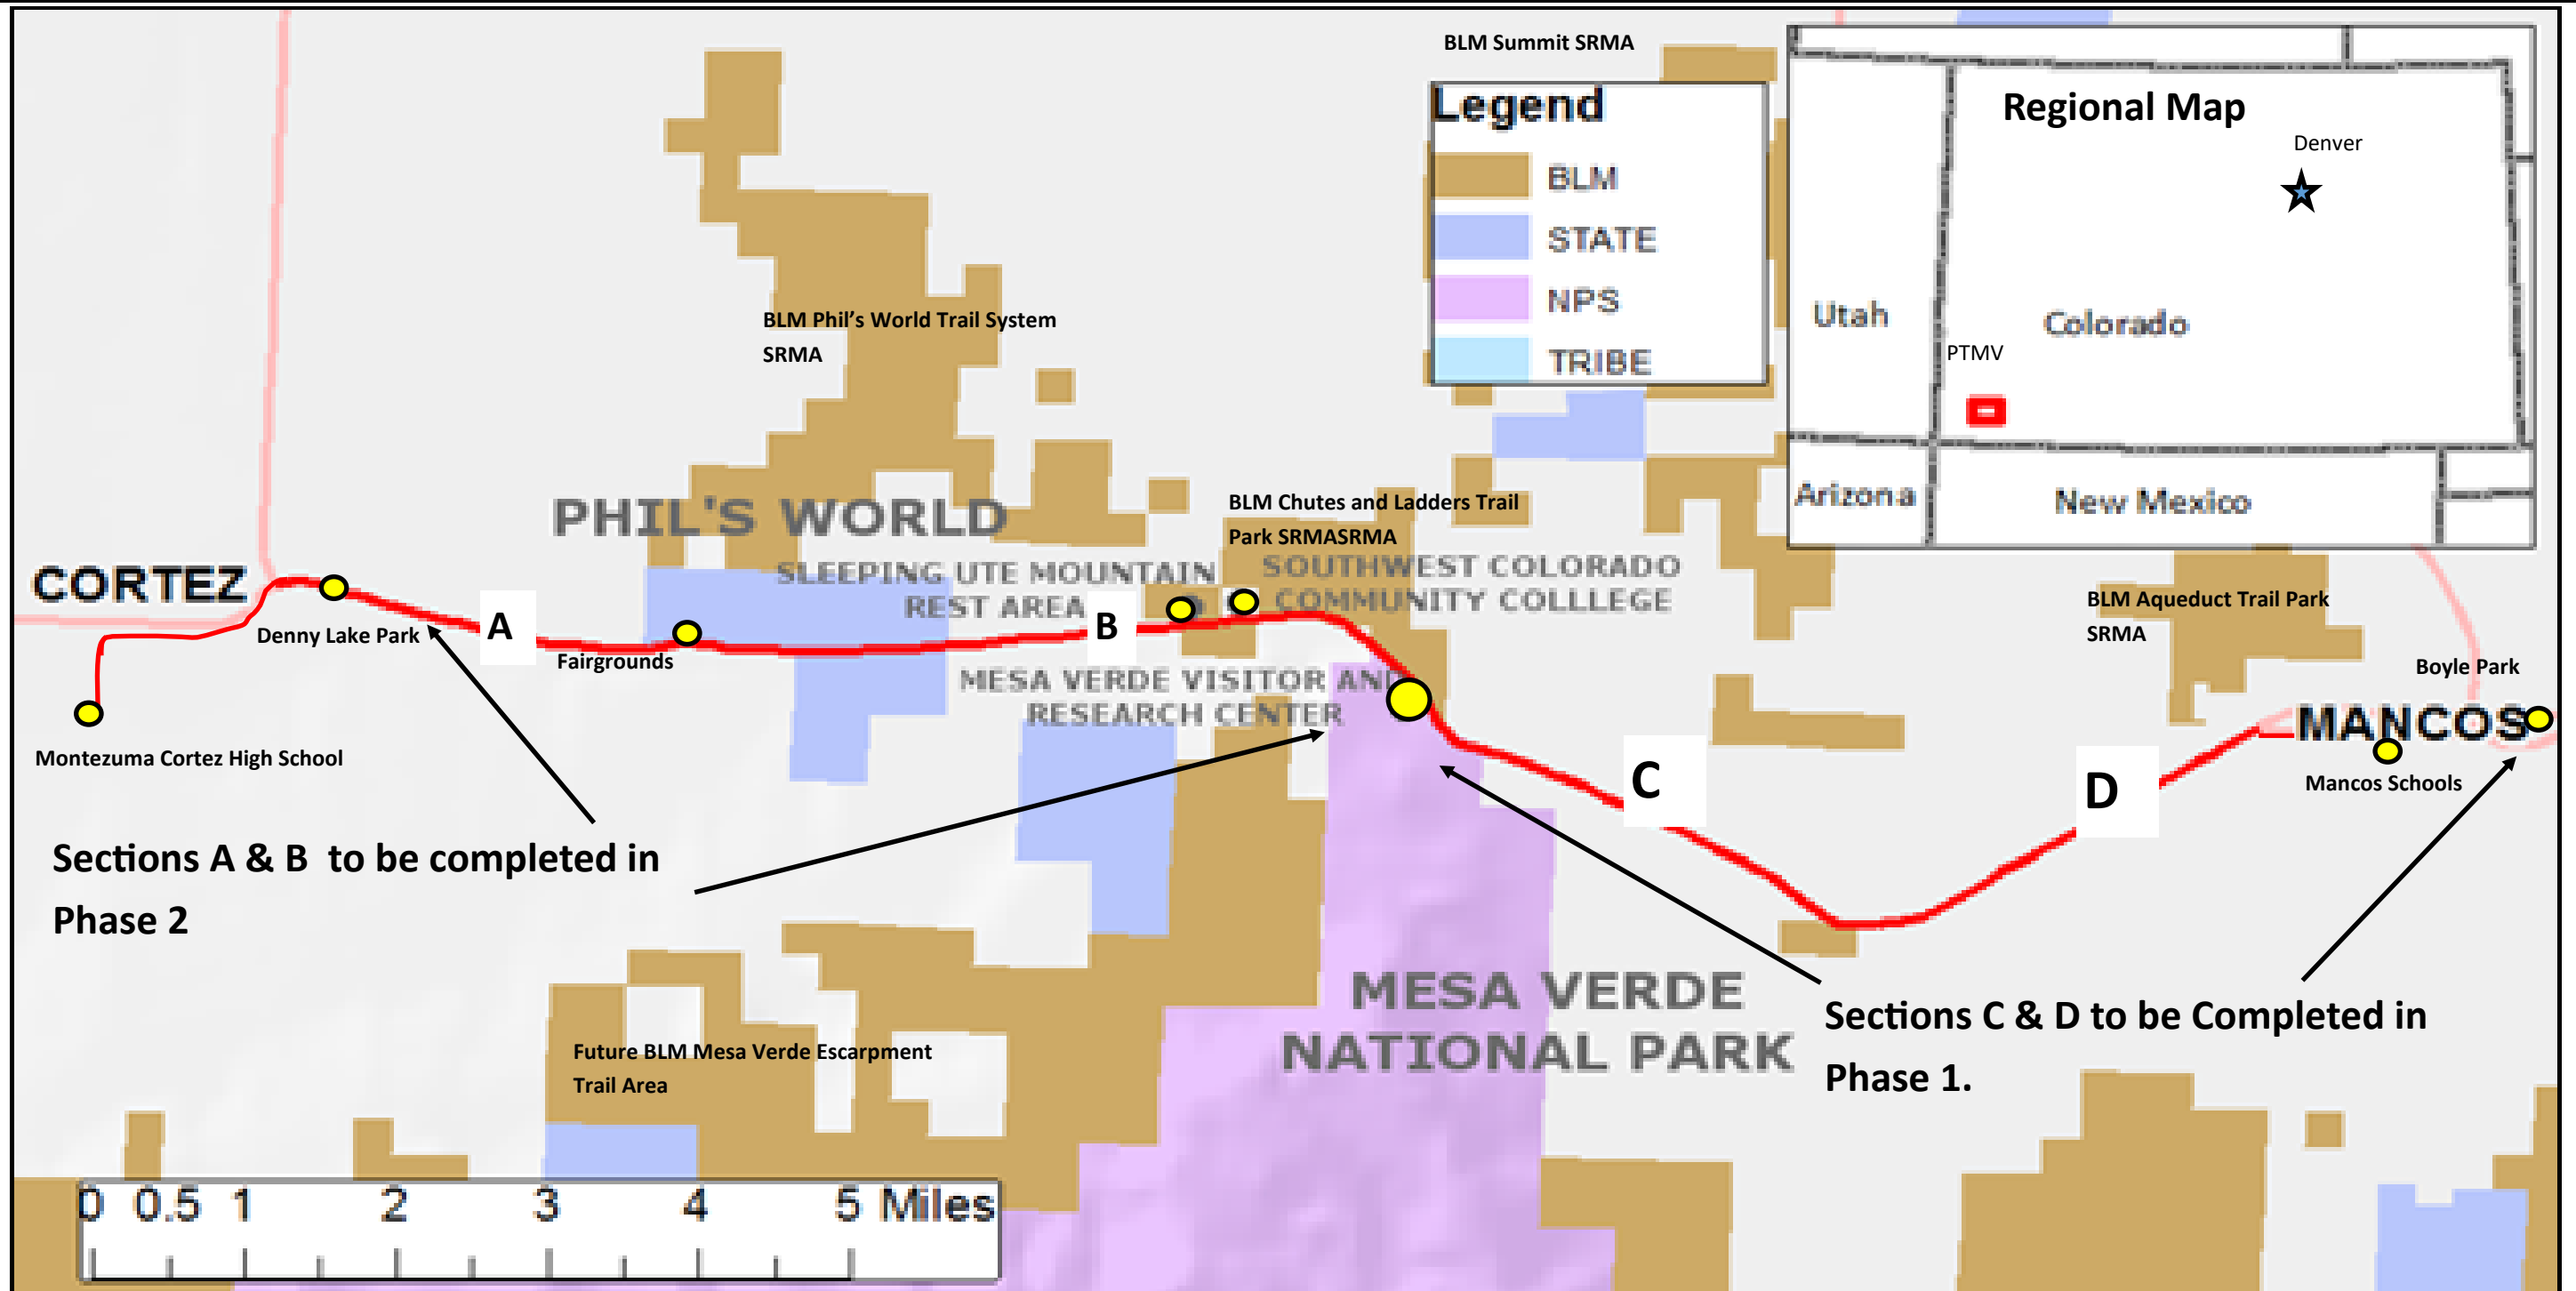 BLM Summit SRMA
Legend
BLM
STATE
NPS
TRIBE
Regional Map
Denver
Utah
Colorado
PTMV
Arizona
New Mexico
BLM Phil's World Trail System
SRMA
PHIL'S WORLD
BLM Chutes and Ladders Trail
Park SRMASRMA
SLEEPING UTE MOUNTAIN
REST AREA
SOUTHWEST COLORADO
COMMUNITY COLLLEGE
CORTEZ
Denny Lake Park
A
Fairgrounds
B
MESA VERDE VISITOR AND
RESEARCH CENTER
Montezuma Cortez High School
BLM Aqueduct Trail Park
SRMA
Boyle Park
MANCOS
Mancos Schools
C
D
Sections A & B  to be completed in
Phase 2
MESA VERDE
NATIONAL PARK
Sections C & D to be Completed in
Phase 1.
Future BLM Mesa Verde Escarpment
Trail Area
0 0.5 1 2 3 4 5 Miles